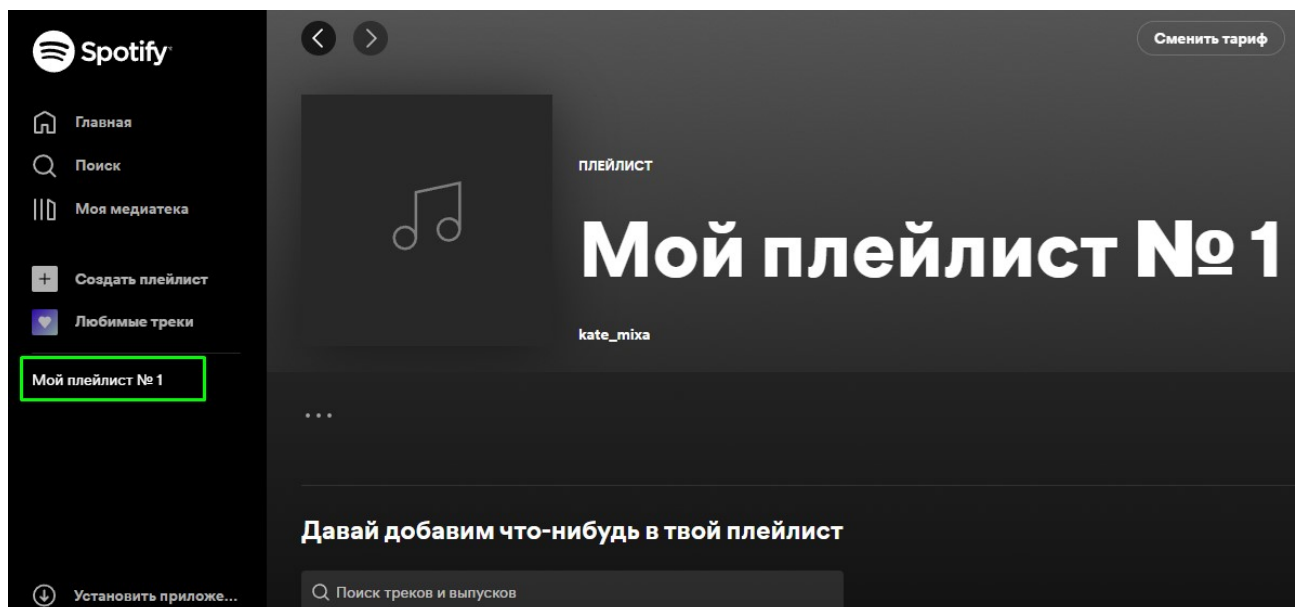 Spotify
Главная
Поиск
Моя медиатека
Создать плейлист
Любимые треки
Мой плейлист № 1
Установить приложе...
Сменить тариф
ПЛЕЙЛИСТ
Мой плейлист № 1
kate_mixa
Давай добавим что-нибудь в твой плейлист
Поиск треков и выпусков